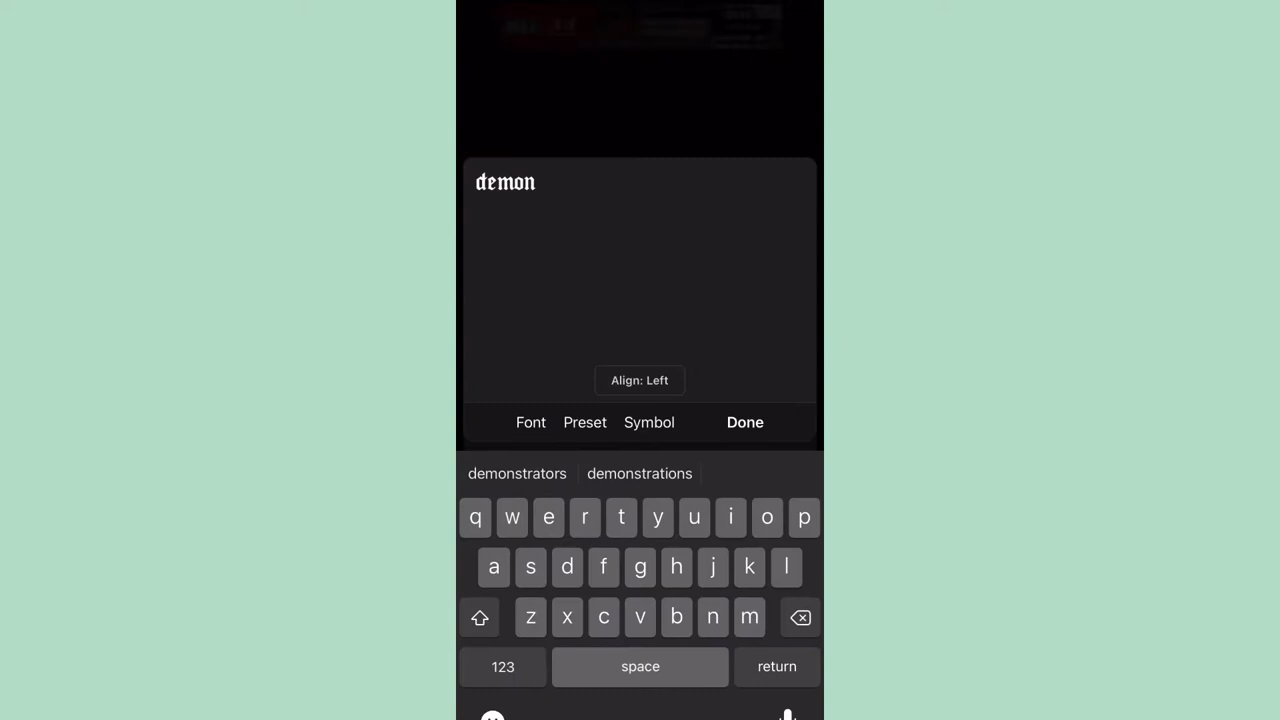 demon
Align: Left
Font Preset Symbol Done
demonstrators demonstrations
q w e r t y u i o p
a s d f g h j k l
z x c v b n m
123 space return